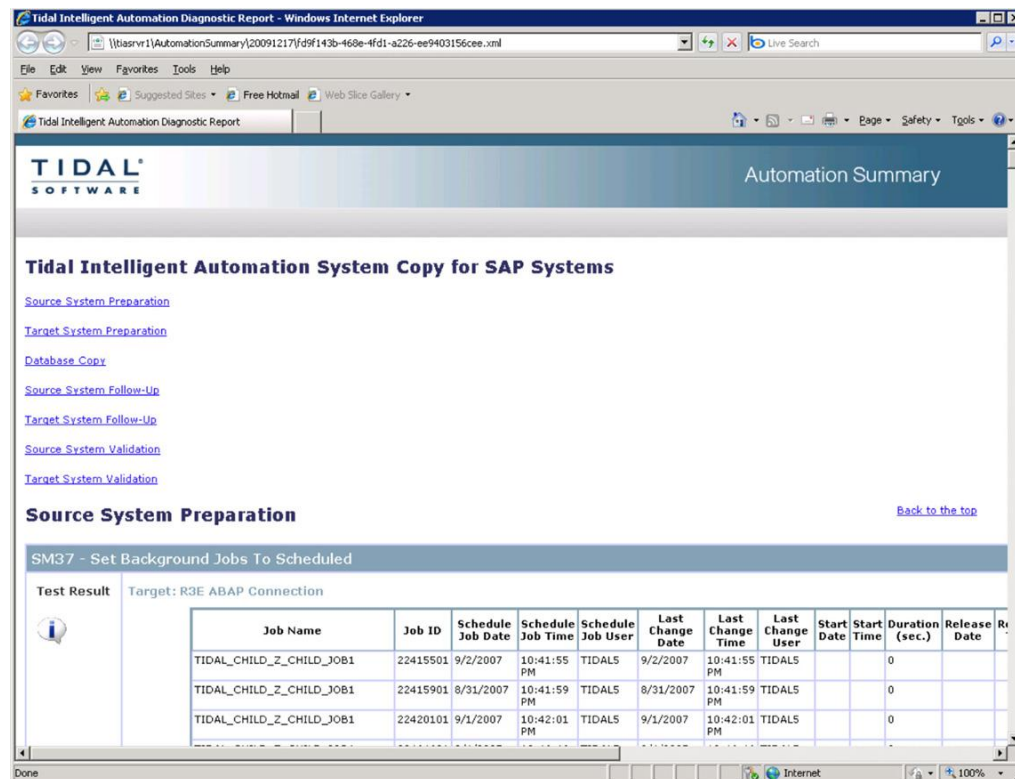 Tidal Intelligent Automation Diagnostic Report - Windows Internet Explorer
\\tiasrvr1\AutomationSummary\20091217\fd9f143b-468e-4fd1-a226-ee9403156cee.xml
Live Search
File Edit View Favorites Tools Help
Favorites Suggested Sites Free Hotmail Web Slice Gallery
Tidal Intelligent Automation Diagnostic Report Page Safety Tools
TIDAL
SOFTWARE
Automation Summary
Tidal Intelligent Automation System Copy for SAP Systems
Source System Preparation
Target System Preparation
Database Copy
Source System Follow-Up
Target System Follow-Up
Source System Validation
Target System Validation
Source System Preparation Back to the top
SM37 - Set Background Jobs To Scheduled
Test Result Target: R3E ABAP Connection
Job Name Job ID Schedule Job Date Schedule Job Time Schedule Job User Last Change Date Last Change Time Last Change User Start Date Start Time Duration (sec.) Release Date
TIDAL_CHILD_Z_CHILD_JOB1 22415501 9/2/2007 10:41:55 PM TIDAL5 9/2/2007 10:41:55 PM TIDAL5 0
TIDAL_CHILD_Z_CHILD_JOB1 22415901 8/31/2007 10:41:59 PM TIDAL5 8/31/2007 10:41:59 PM TIDAL5 0
TIDAL_CHILD_Z_CHILD_JOB1 22420101 9/1/2007 10:42:01 PM TIDAL5 9/1/2007 10:42:01 PM TIDAL5 0
Done Internet 100%